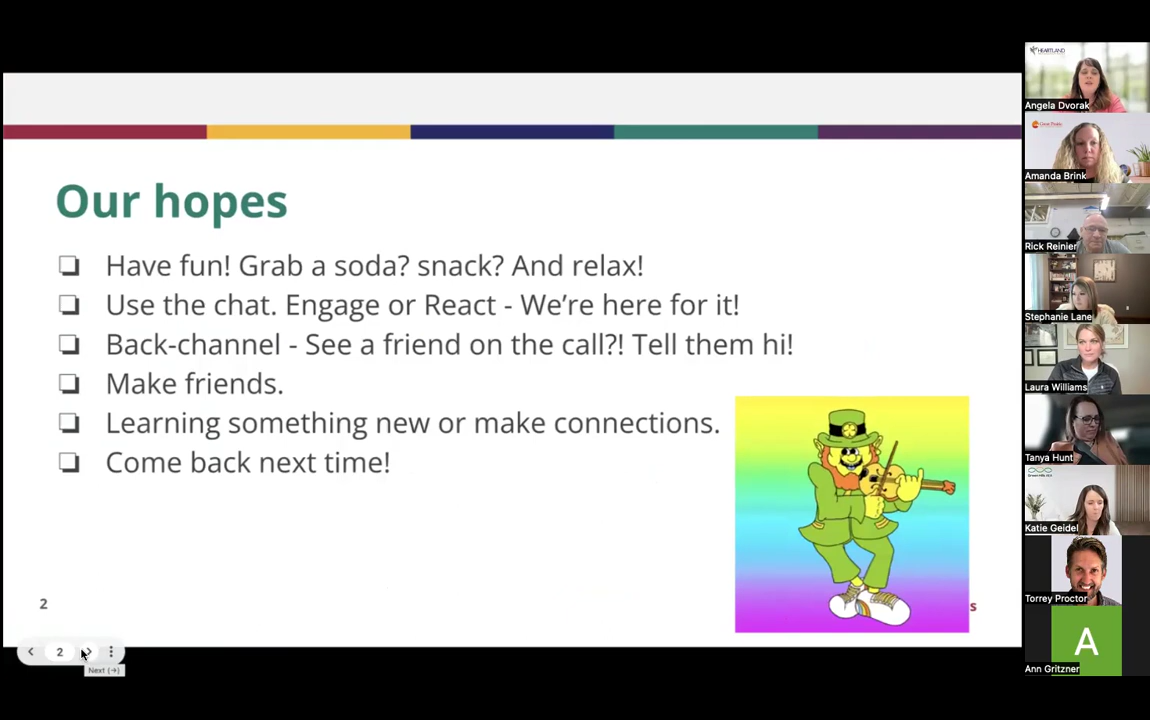 Our hopes
Have fun! Grab a soda? snack? And relax!
Use the chat. Engage or React - We’re here for it!
Back-channel - See a friend on the call?! Tell them hi!
Make friends.
Learning something new or make connections.
Come back next time!
2
s
2
Next (→)
HEARTLAND
Angela Dvorak
Amanda Brink
Rick Reinier
Stephanie Lane
Laura Williams
Tanya Hunt
Katie Geidel
Torrey Proctor
A
Ann Gritzner